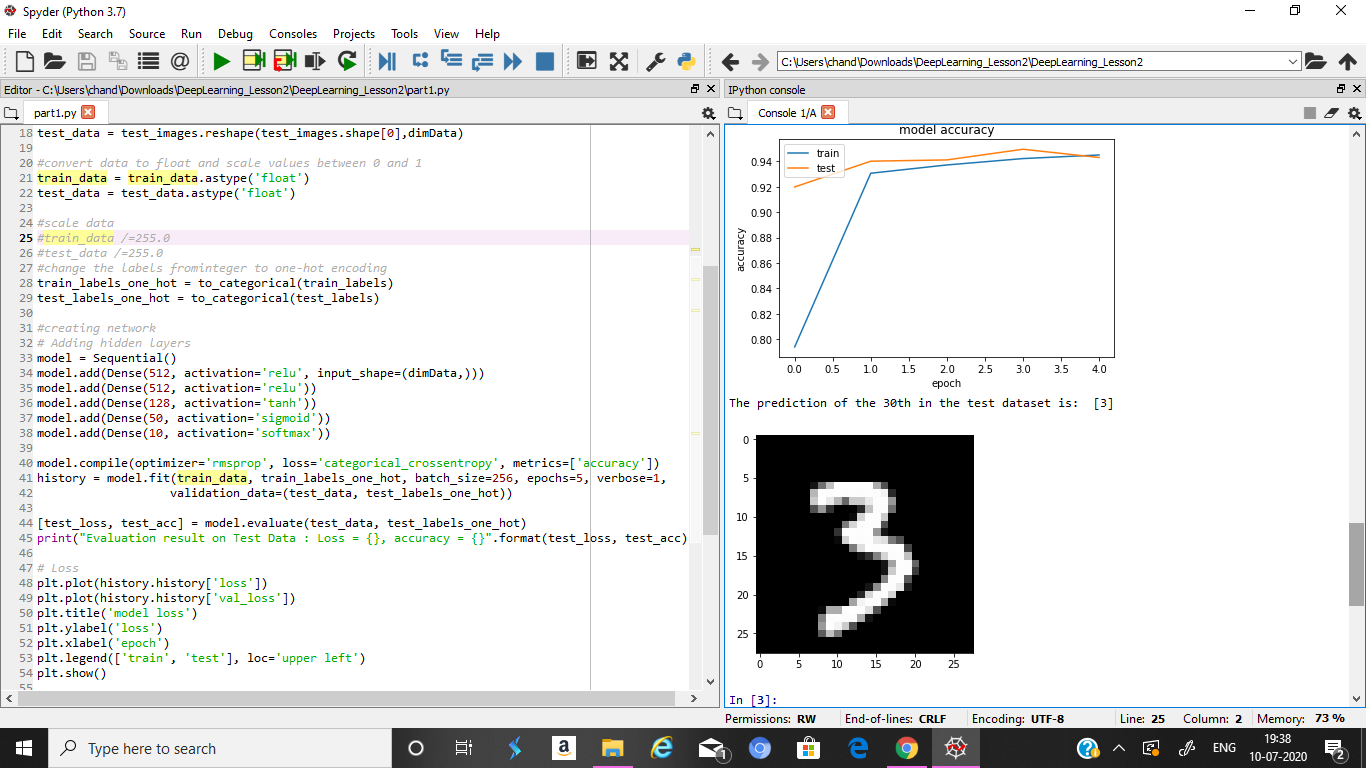 Spyder (Python 3.7)
File Edit Search Source Run Debug Consoles Projects Tools View Help
C:\Users\chand\Downloads\DeepLearning_Lesson2\DeepLearning_Lesson2
Editor - C:\Users\chand\Downloads\DeepLearning_Lesson2\DeepLearning_Lesson2\part1.py
part1.py
18 test_data = test_images.reshape(test_images.shape[0],dimData)
19
20 #convert data to float and scale values between 0 and 1
21 train_data = train_data.astype('float')
22 test_data = test_data.astype('float')
23
24 #scale data
25 #train_data /=255.0
26 #test_data /=255.0
27 #change the labels frominteger to one-hot encoding
28 train_labels_one_hot = to_categorical(train_labels)
29 test_labels_one_hot = to_categorical(test_labels)
30
31 #creating network
32 # Adding hidden layers
33 model = Sequential()
34 model.add(Dense(512, activation='relu', input_shape=(dimData,)))
35 model.add(Dense(512, activation='relu'))
36 model.add(Dense(128, activation='tanh'))
37 model.add(Dense(50, activation='sigmoid'))
38 model.add(Dense(10, activation='softmax'))
39
40 model.compile(optimizer='rmsprop', loss='categorical_crossentropy', metrics=['accuracy'])
41 history = model.fit(train_data, train_labels_one_hot, batch_size=256, epochs=5, verbose=1,
42 validation_data=(test_data, test_labels_one_hot))
43
44 [test_loss, test_acc] = model.evaluate(test_data, test_labels_one_hot)
45 print("Evaluation result on Test Data : Loss = {}, accuracy = {}".format(test_loss, test_acc)
46
47 # Loss
48 plt.plot(history.history['loss'])
49 plt.plot(history.history['val_loss'])
50 plt.title('model loss')
51 plt.ylabel('loss')
52 plt.xlabel('epoch')
53 plt.legend(['train', 'test'], loc='upper left')
54 plt.show()
55
IPython console
Console 1/A
model accuracy
train
test
0.94
0.92
0.90
0.88
0.86
0.84
0.82
0.80
accuracy
0.0 0.5 1.0 1.5 2.0 2.5 3.0 3.5 4.0
epoch
The prediction of the 30th in the test dataset is: [3]
0
5
10
15
20
25
0 5 10 15 20 25
3
In [3]:
Permissions: RW End-of-lines: CRLF Encoding: UTF-8 Line: 25 Column: 2 Memory: 73 %
Type here to search
ENG
19:38
10-07-2020
1
2